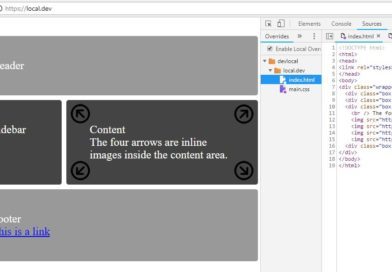 https://local.dev
Elements
Console
Sources
Overrides
index.html
Enable Local Over
devlocal
local.dev
index.html
main.css
eader
debar
Content
The four arrows are inline
images inside the content area.
ooter
his is a link
1 <!DOCTYPE html>
2 <html>
3 <head>
4 <link rel="styles
5 </head>
6 <body>
7 <div class="wrapp
8 <div class="box
9 <div class="box
10 <div class="box
11 <br /> The fo
12 <img src="htt
13 <img src="htt
14 <img src="htt
15 <img src="htt
16 <div class="box
17 </div>
18 </body>
19 </html>